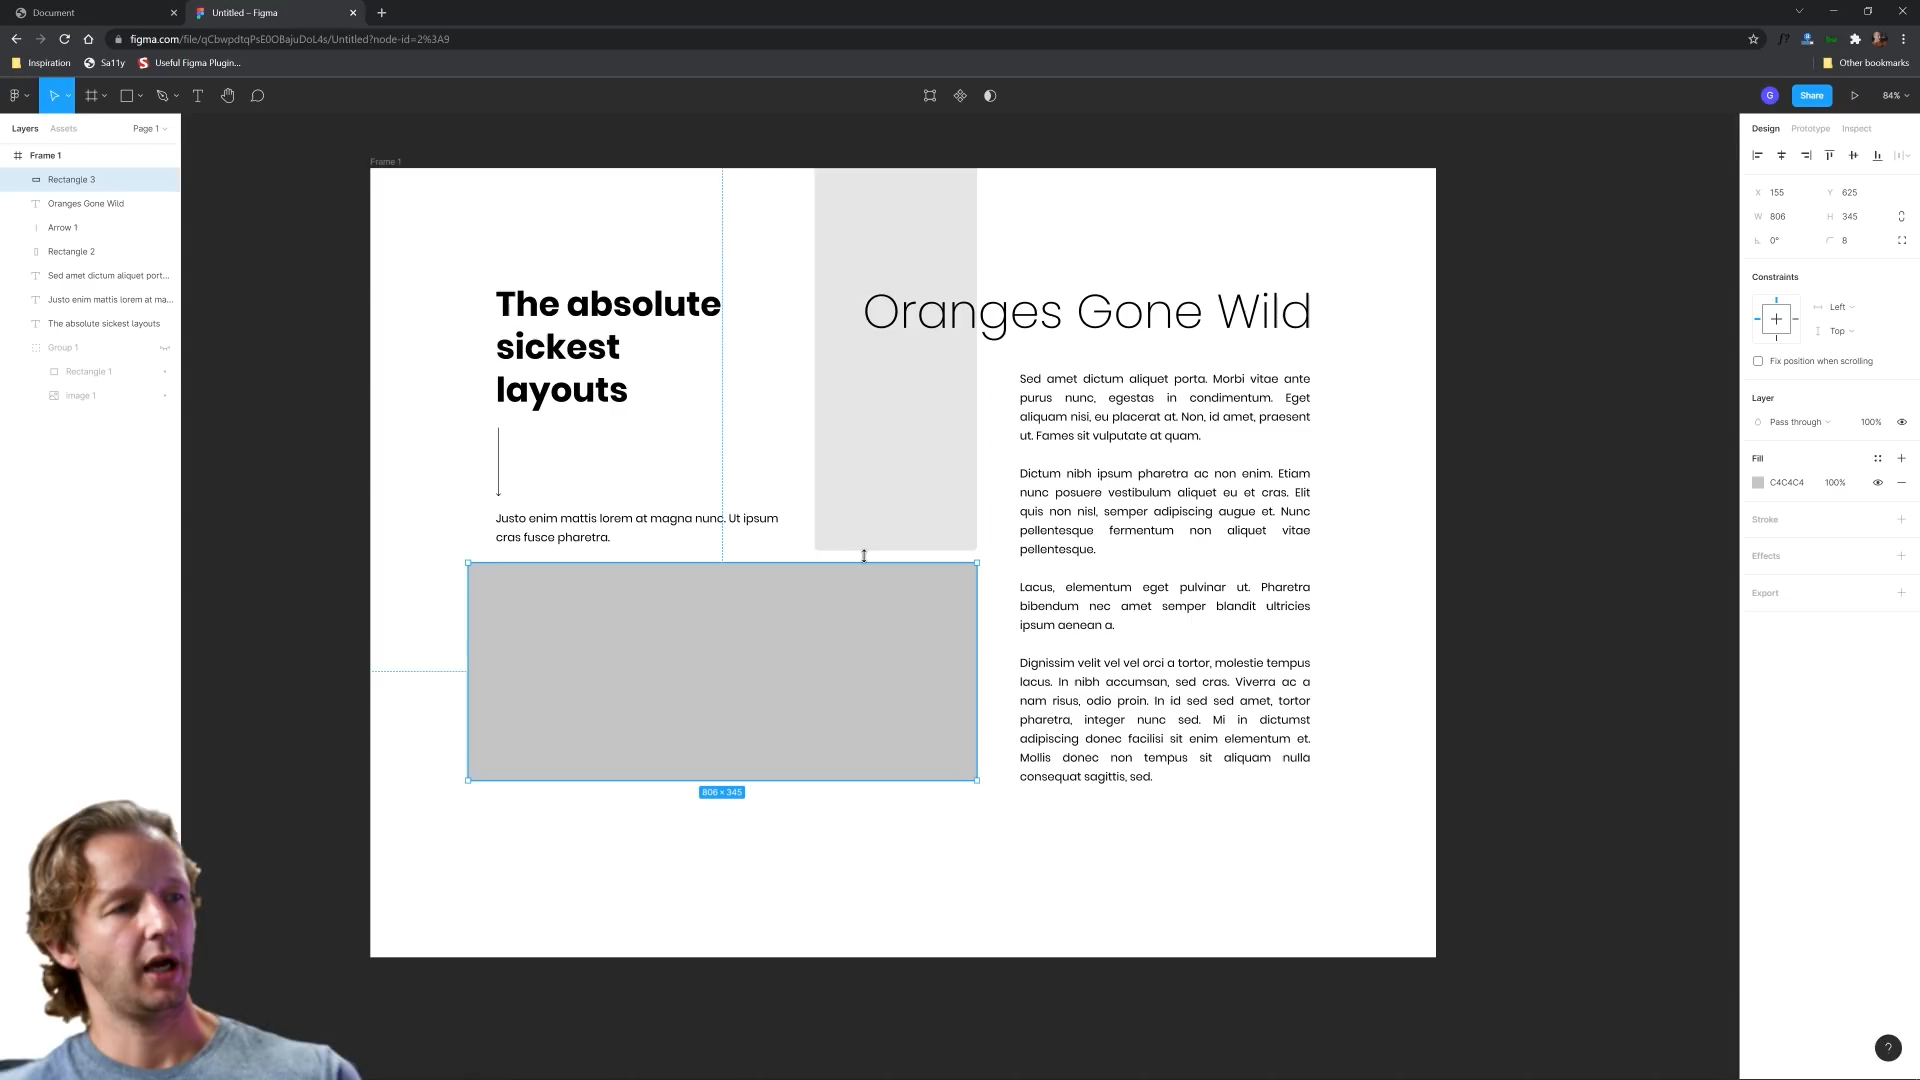 Document
Untitled – Figma
figma.com/file/qCbwpdtqPsE0OBajuDoL4s/Untitled?node-id=2%3A9
Inspiration
Sa11y
Useful Figma Plugin...
Other bookmarks
G
Share
84%
Layers
Assets
Page 1
Frame 1
Rectangle 3
Oranges Gone Wild
Arrow 1
Rectangle 2
Sed amet dictum aliquet port...
Justo enim mattis lorem at ma...
The absolute sickest layouts
Group 1
Rectangle 1
image 1
Frame 1
The absolute
sickest
layouts
Justo enim mattis lorem at magna nunc. Ut ipsum
cras fusce pharetra.
806 × 345
Oranges Gone Wild
Sed amet dictum aliquet porta. Morbi vitae ante
purus nunc, egestas in condimentum. Eget
aliquam nisi, eu placerat at. Non, id amet, praesent
ut. Fames sit vulputate at quam.
Dictum nibh ipsum pharetra ac non enim. Etiam
nunc posuere vestibulum aliquet eu et cras. Elit
quis non nisl, semper adipiscing augue et. Nunc
pellentesque fermentum non aliquet vitae
pellentesque.
Lacus, elementum eget pulvinar ut. Pharetra
bibendum nec amet semper blandit ultricies
ipsum aenean a.
Dignissim velit vel vel orci a tortor, molestie tempus
lacus. In nibh accumsan, sed cras. Viverra ac a
nam risus, odio proin. In id sed sed amet, tortor
pharetra, integer nunc sed. Mi in dictumst
adipiscing donec facilisi sit enim elementum et.
Mollis donec non tempus sit aliquam nulla
consequat sagittis, sed.
Design
Prototype
Inspect
X 155
Y 625
W 806
H 345
0°
8
Constraints
Left
Top
Fix position when scrolling
Layer
Pass through
100%
Fill
C4C4C4
100%
Stroke
Effects
Export
?